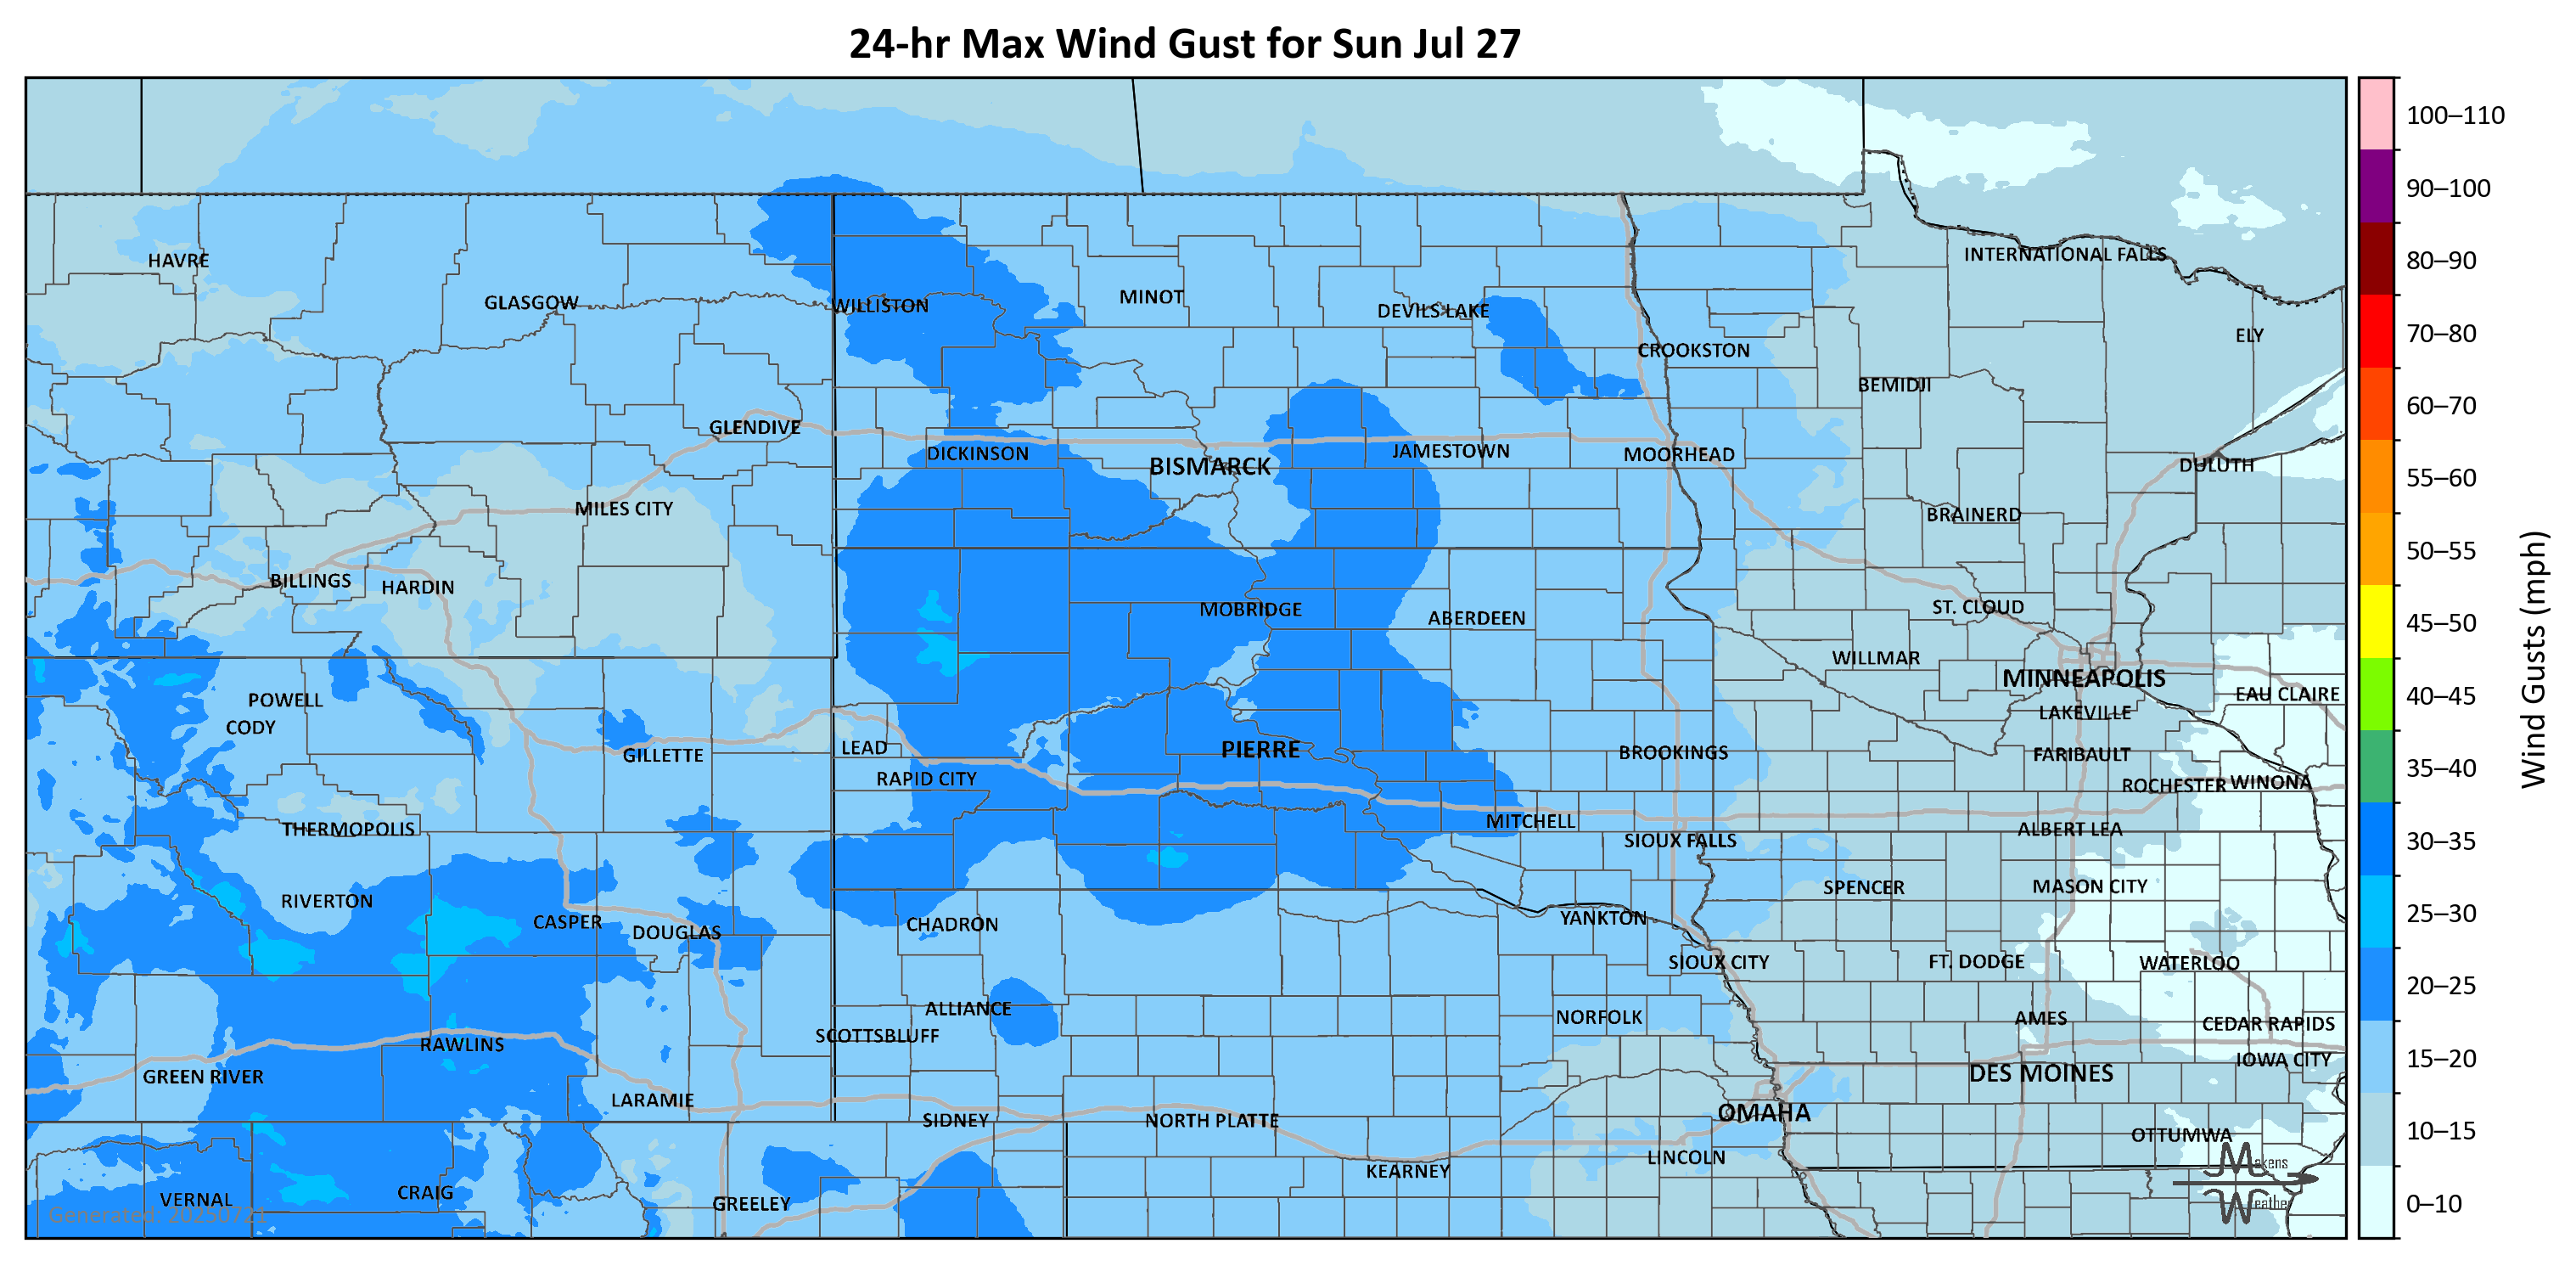 24-hr Max Wind Gust for Sun Jul 27
100–110
90–100
INTERNATIONAL FALLS
HAVRE
80–90
MINOT
GLASGOW
WILLISTON
DEVILS LAKE
70–80
ELY
CROOKSTON
BEMIDJI
60–70
GLENDIVE
DICKINSON
JAMESTOWN
MOORHEAD
BISMARCK
DULUTH
55–60
MILES CITY
BRAINERD
50–55
BILLINGS
HARDIN
MOBRIDGE
ABERDEEN
ST. CLOUD
45–50
WILLMAR
MINNEAPOLIS
EAU CLAIRE
40–45
POWELL
CODY
LAKEVILLE
Wind Gusts (mph)
LEAD
GILLETTE
PIERRE
BROOKINGS
FARIBAULT
35–40
RAPID CITY
ROCHESTER
WINONA
THERMOPOLIS
MITCHELL
ALBERT LEA
SIOUX FALLS
30–35
SPENCER
MASON CITY
RIVERTON
25–30
CASPER
DOUGLAS
CHADRON
YANKTON
SIOUX CITY
FT. DODGE
WATERLOO
20–25
ALLIANCE
NORFOLK
AMES
CEDAR RAPIDS
SCOTTSBLUFF
RAWLINS
IOWA CITY
15–20
GREEN RIVER
DES MOINES
LARAMIE
OMAHA
SIDNEY
NORTH PLATTE
OTTUMWA
10–15
LINCOLN
KEARNEY
Makens
Weather
VERNAL
CRAIG
GREELEY
0–10
Generated: 20250721